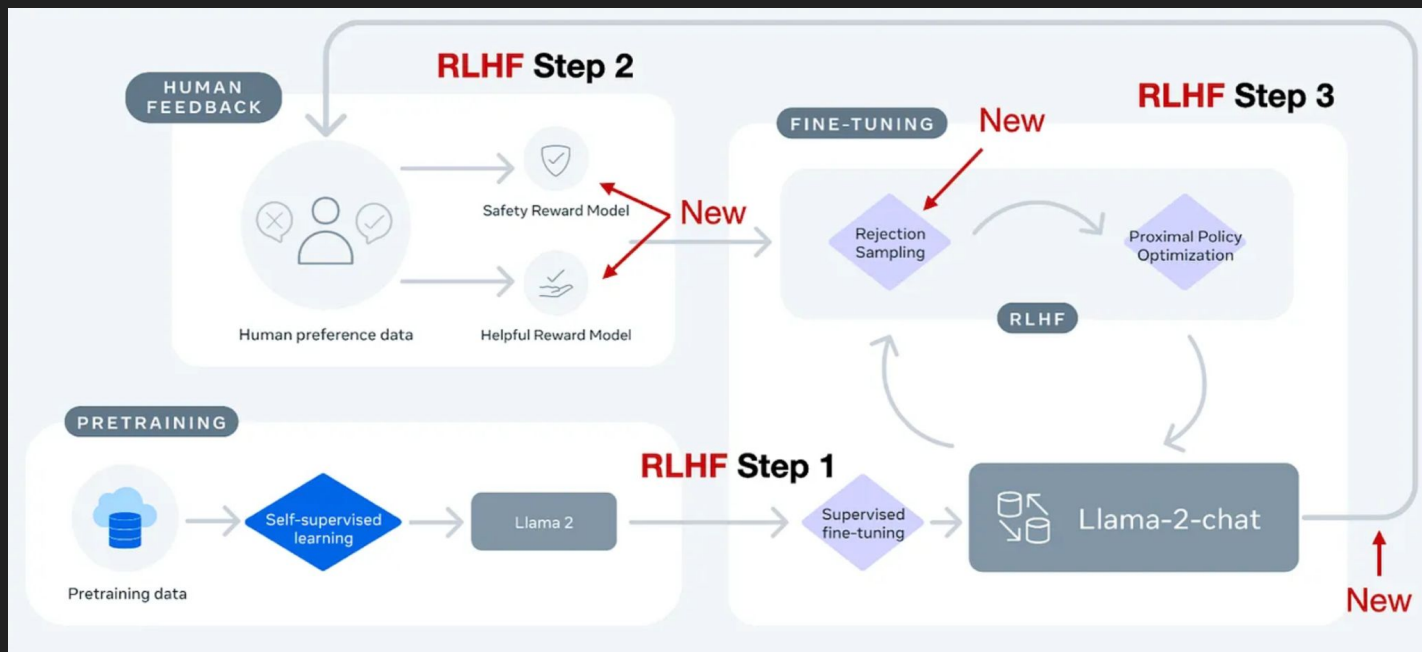 RLHF Step 2
HUMAN
FEEDBACK
Safety Reward Model
New
Human preference data
Helpful Reward Model
RLHF Step 3
FINE-TUNING
New
Rejection
Sampling
Proximal Policy
Optimization
RLHF
PRETRAINING
RLHF Step 1
Self-supervised
learning
Llama 2
Supervised
fine-tuning
Llama-2-chat
Pretraining data
New